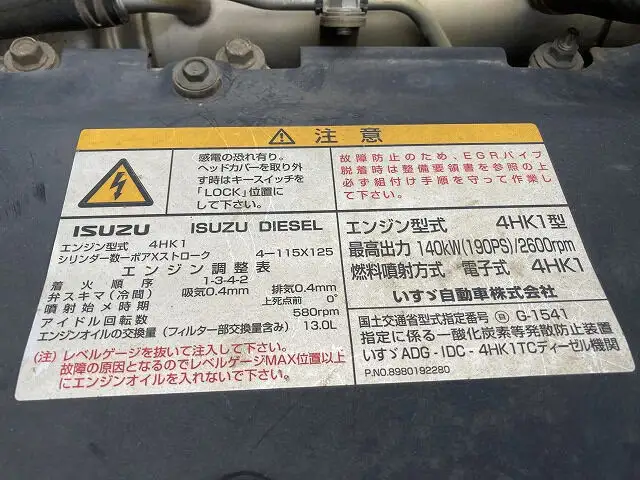 注意
感電の恐れ有り。
ヘッドカバーを取り外
す時はキースイッチを
「LOCK」位置に
して下さい。
故障防止のため、EGRパイプ
脱着時は整備要領書を参照の上
必ず組付け手順を守って作業し
て下さい。
ISUZU ISUZU DIESEL
エンジン型式 4HK1
シリンダー数ーボアXストローク 4－115X125
エンジン調整表
着火順序 1-3-4-2
弁スキマ(冷間) 吸気0.4mm 排気0.4mm
噴射始メ時期 上死点前 0°
アイドル回転数 580rpm
エンジンオイルの交換量(フィルター部交換量含み) 13.0L
(注)レベルゲージを抜いて注入して下さい。
故障の原因となるのでレベルゲージMAX位置以上
にエンジンオイルを入れないで下さい。
エンジン型式 4HK1型
最高出力 140kW(190PS)/2600rpm
燃料噴射方式 電子式 4HK1
いすゞ自動車株式会社
国土交通省型式指定番号 G-1541
指定に係る一酸化炭素等発散防止装置
いすゞADG-IDC-4HK1TCディーゼル機関
P.NO.8980192280